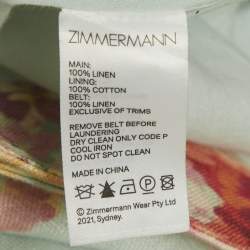 ZIMMERMANN
MAIN:
100% LINEN
LINING:
100% COTTON
BELT:
100% LINEN
EXCLUSIVE OF TRIMS
REMOVE BELT BEFORE
LAUNDERING
DRY CLEAN ONLY CODE P
COOL IRON
DO NOT SPOT CLEAN
MADE IN CHINA
© Zimmermann Wear Pty Ltd
2021, Sydney.